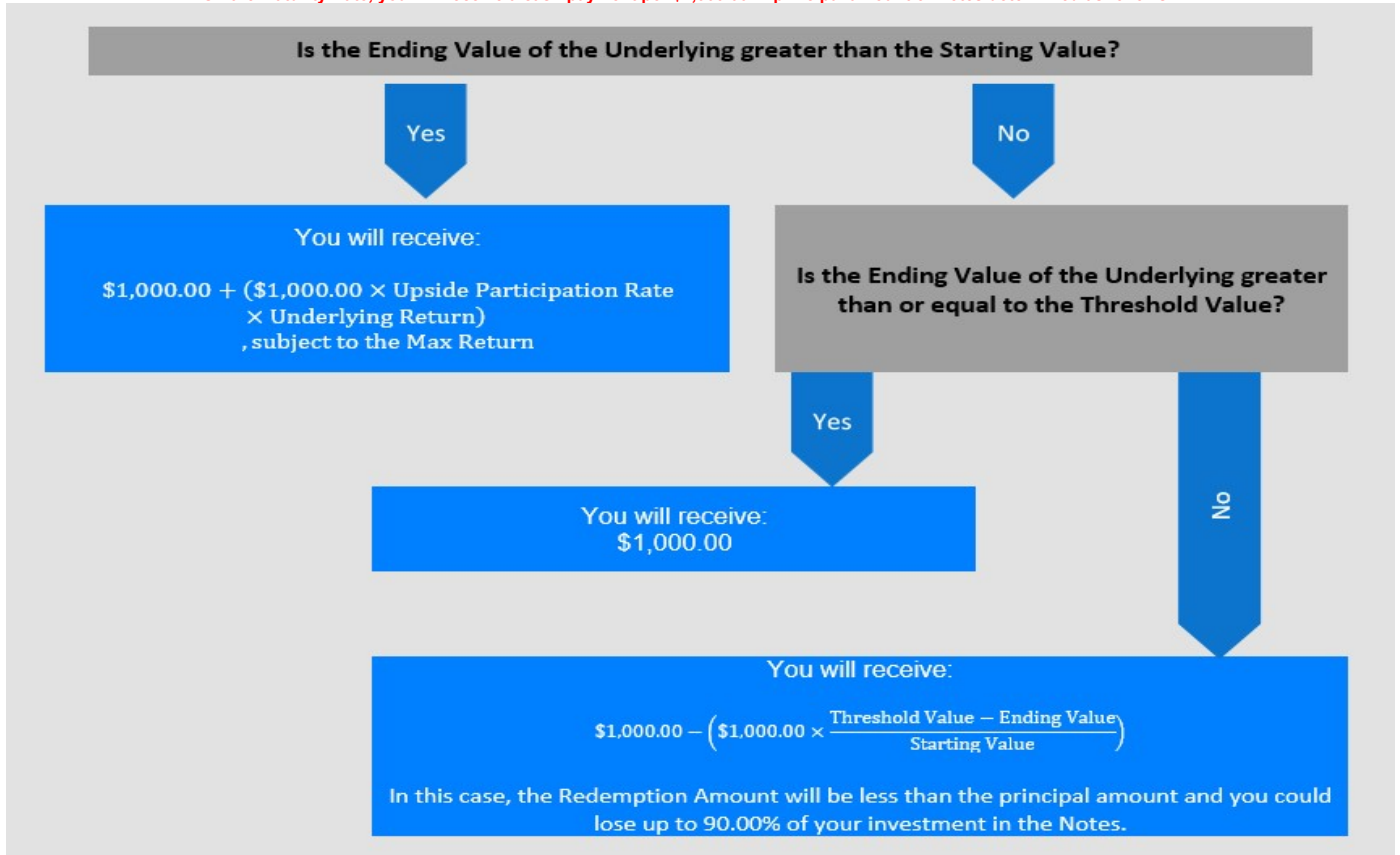 Is the Ending Value of the Underlying greater than the Starting Value?
Yes
No
You will receive:
$1,000.00 + ($1,000.00 × Upside Participation Rate
× Underlying Return)
, subject to the Max Return
Is the Ending Value of the Underlying greater
than or equal to the Threshold Value?
Yes
No
You will receive:
$1,000.00
You will receive:
$1,000.00 − ($1,000.00 × Threshold Value − Ending Value
Starting Value)
In this case, the Redemption Amount will be less than the principal amount and you could
lose up to 90.00% of your investment in the Notes.